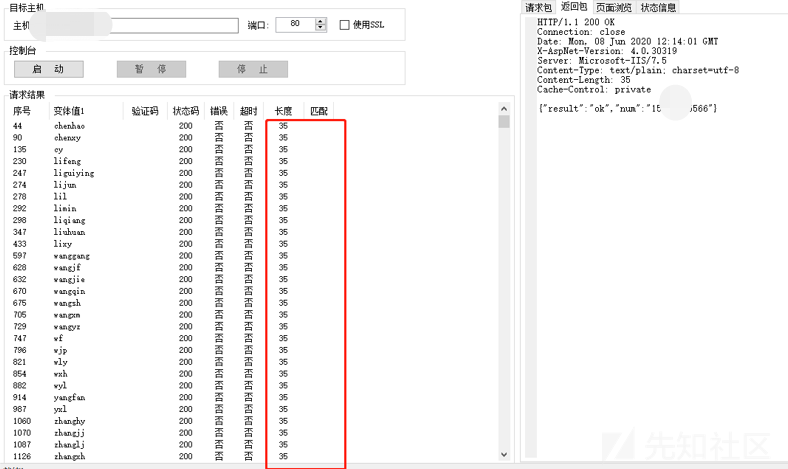 目标主机
主机
端口: 80
使用SSL
控制台
启 动 暂 停 停 止
请求结果
序号 变体值1 验证码 状态码 错误 超时 长度 匹配
44 chenhao 200 否 否 35
90 chenxy 200 否 否 35
135 cy 200 否 否 35
230 lifeng 200 否 否 35
247 liguiying 200 否 否 35
274 lijun 200 否 否 35
278 lil 200 否 否 35
292 limin 200 否 否 35
298 liqiang 200 否 否 35
347 liuhuan 200 否 否 35
433 lixy 200 否 否 35
597 wanggang 200 否 否 35
628 wangjf 200 否 否 35
632 wangjie 200 否 否 35
670 wangqin 200 否 否 35
675 wangsh 200 否 否 35
705 wangxm 200 否 否 35
729 wangyz 200 否 否 35
747 wf 200 否 否 35
796 wjp 200 否 否 35
821 wly 200 否 否 35
854 wxh 200 否 否 35
882 wyl 200 否 否 35
914 yangfan 200 否 否 35
987 yxl 200 否 否 35
1060 zhanghy 200 否 否 35
1070 zhangjj 200 否 否 35
1087 zhanglj 200 否 否 35
1126 zhangxh 200 否 否 35
请求包 返回包 页面浏览 状态信息
HTTP/1.1 200 OK
Connection: close
Date: Mon, 08 Jun 2020 12:14:01 GMT
X-AspNet-Version: 4.0.30319
Server: Microsoft-IIS/7.5
Content-Type: text/plain; charset=utf-8
Content-Length: 35
Cache-Control: private
{"result":"ok","num":"15 566"}
先知社区